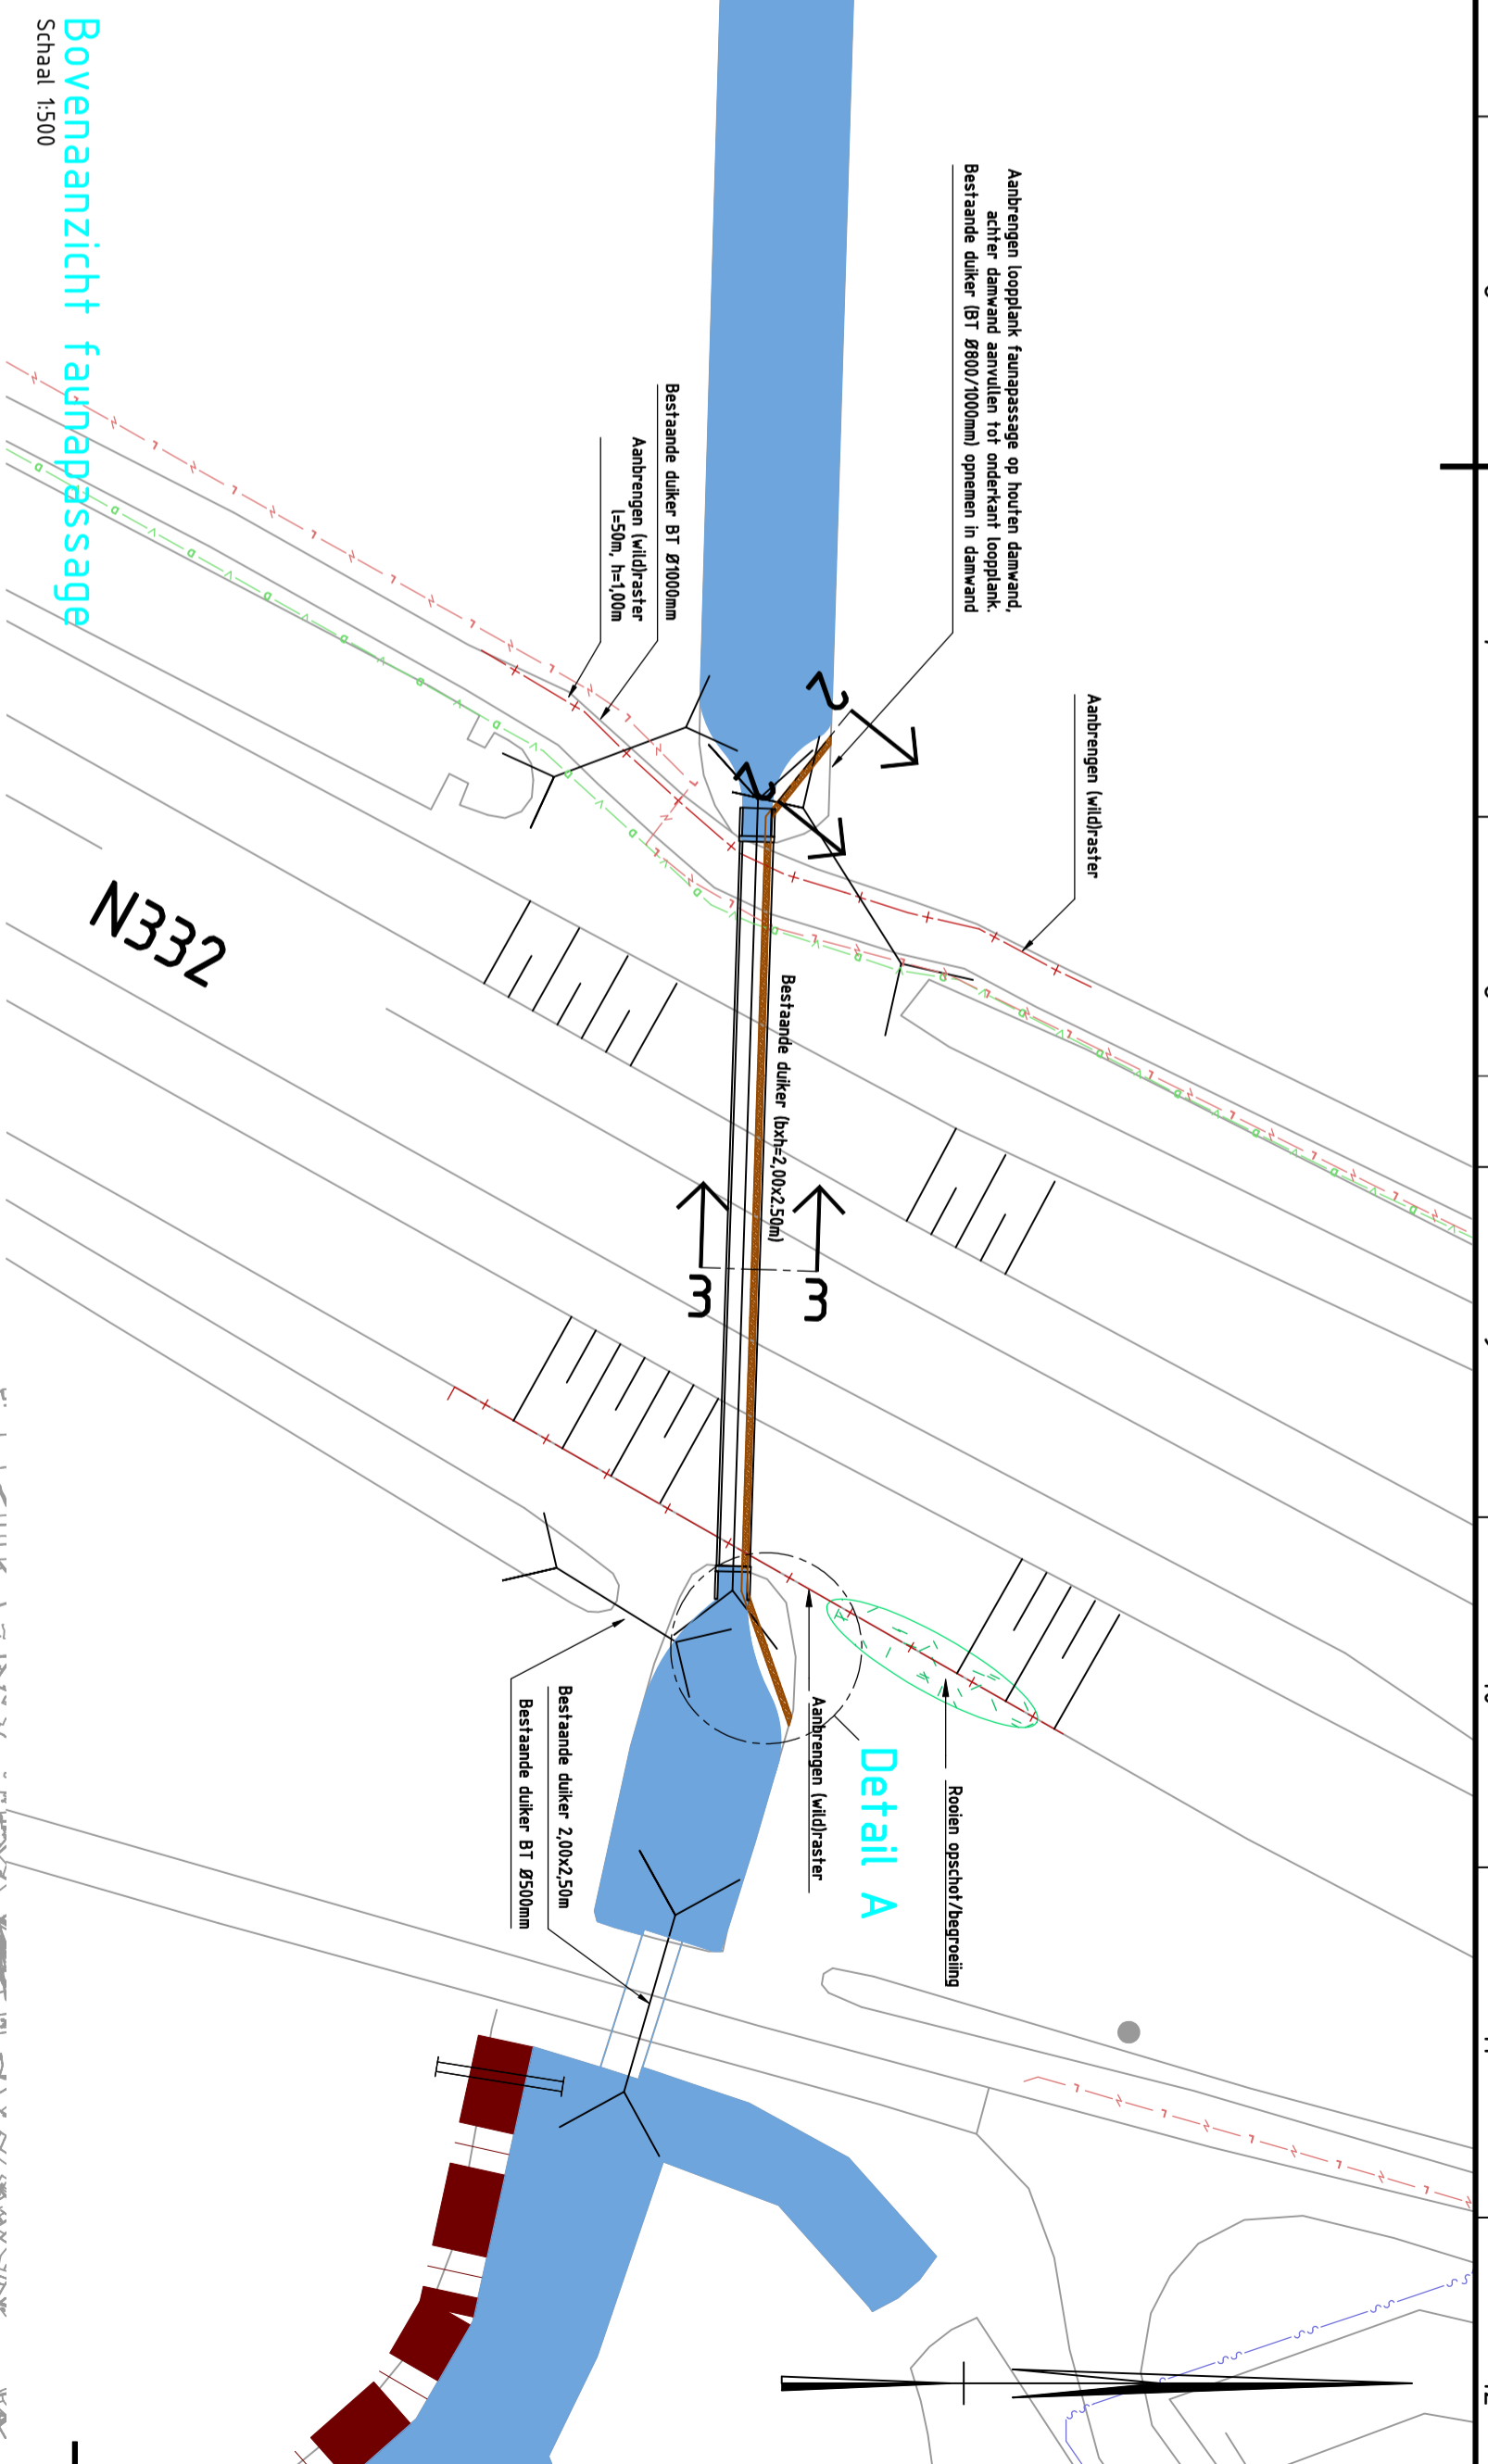 Bovenaanzicht faunapassage
Schaal 1:500
Aanbrengen loopplank faunapassage op houten damwand,
achter damwand aanvullen tot onderkant loopplank.
Bestaande duiker (BT Ø800/1000mm) opnemen in damwand
Bestaande duiker BT Ø1000mm
Aanbrengen (wild)raster
l=50m, h=1,00m
Aanbrengen (wild)raster
2
2
N332
Bestaande duiker (bxh=2,00x2.50m)
3
3
Aanbrengen (wild)raster
Detail A
Rooien opschot/begroeiing
Bestaande duiker 2,00x2,50m
Bestaande duiker BT Ø500mm